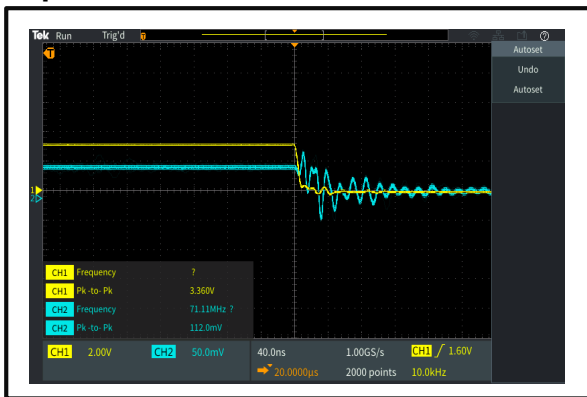 Tek Run Trig'd
Autoset
Undo
Autoset
1
2
CH1 Frequency ?
CH1 Pk -to- Pk 3.360V
CH2 Frequency 71.11MHz ?
CH2 Pk -to- Pk 112.0mV
CH1 2.00V CH2 50.0mV 40.0ns 1.00GS/s CH1 1.60V
20.0000µs 2000 points 10.0kHz